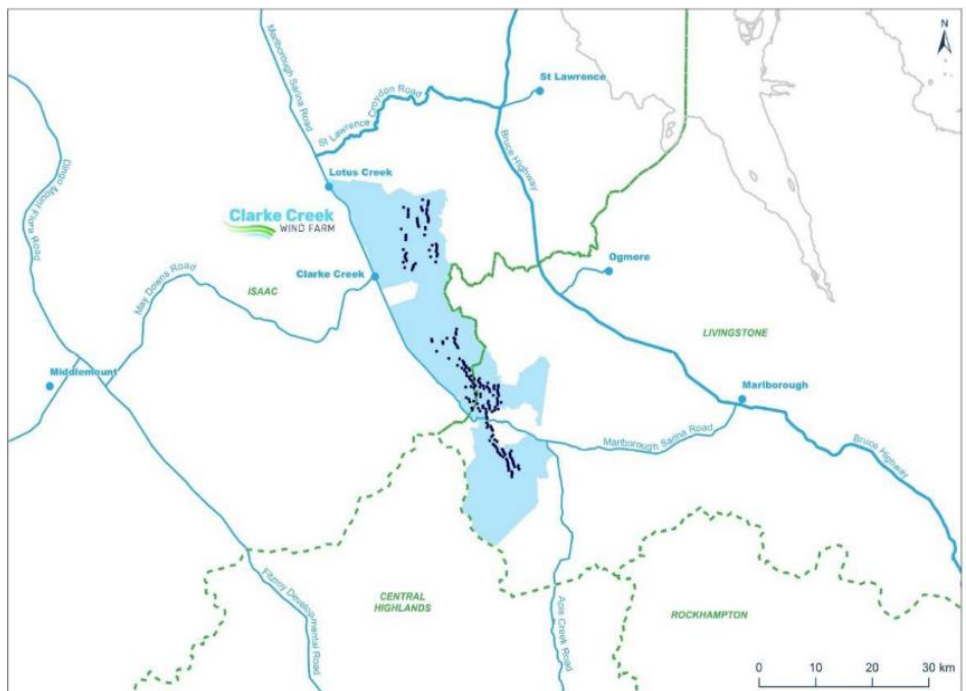 N
Marlborough Sarina Road
St Lawrence
St Lawrence Croydon Road
Bruce Highway
Dingo Mount Flora Road
Lotus Creek
Clarke Creek
WIND FARM
Ogmore
Clarke Creek
May Downs Road
ISAAC
LIVINGSTONE
Middlemount
Marlborough
Marlborough Sarina Road
Bruce Highway
Fitzroy Developmental Road
CENTRAL
HIGHLANDS
Apis Creek Road
ROCKHAMPTON
0 10 20 30 km